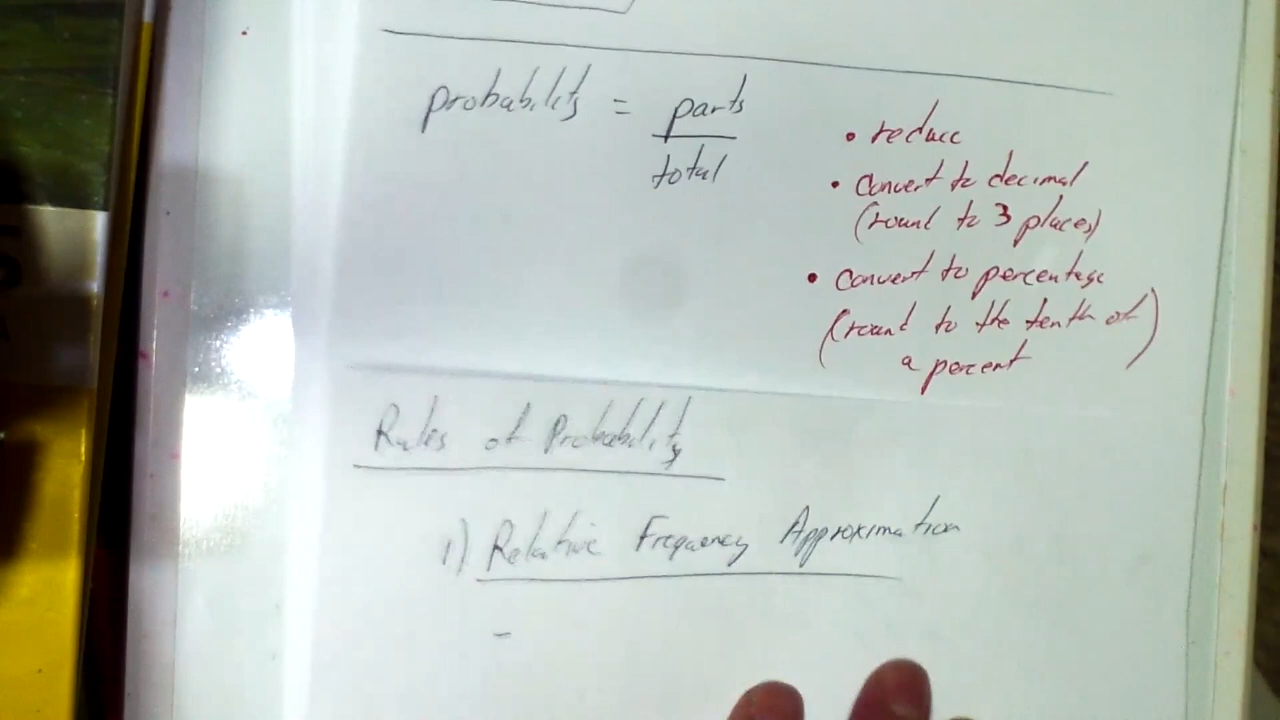 probability = parts
total
• reduce
• convert to decimal
(round to 3 places)
• convert to percentage
(round to the tenth of
a percent)
Rules of Probability
1) Relative Frequency Approximation
-